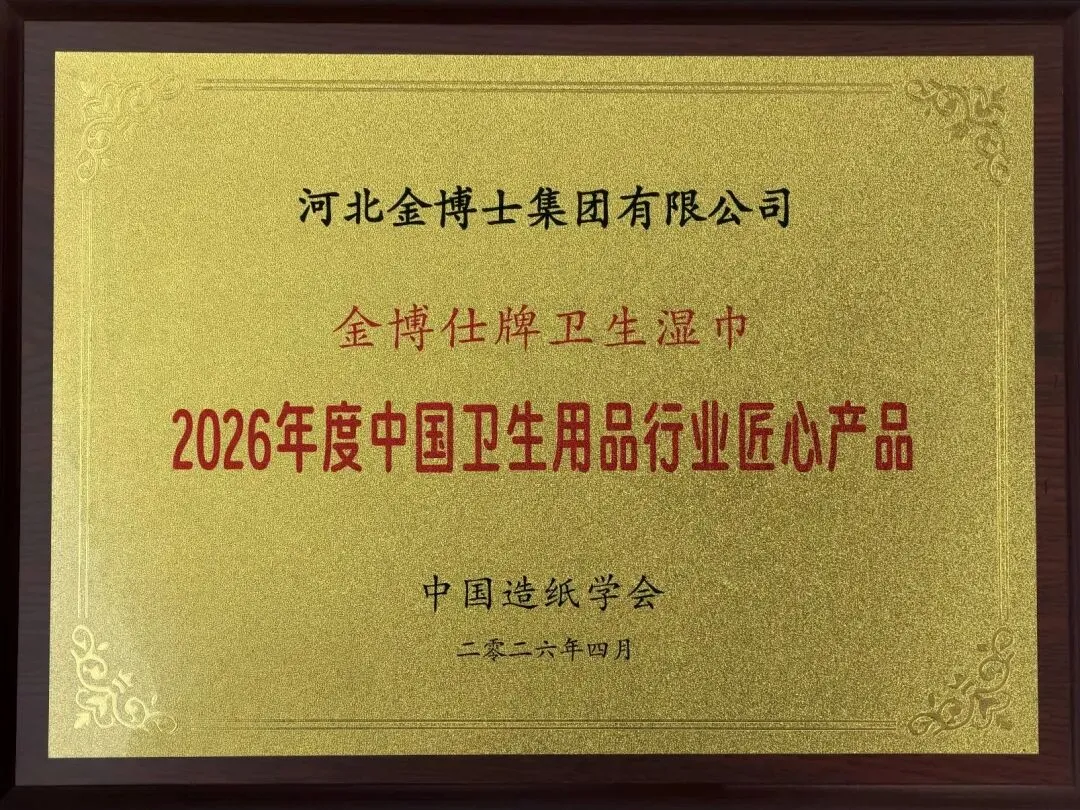 河北金博士集团有限公司
金博仕牌卫生湿巾
2026年度中国卫生用品行业匠心产品
中国造纸学会
二零二六年四月